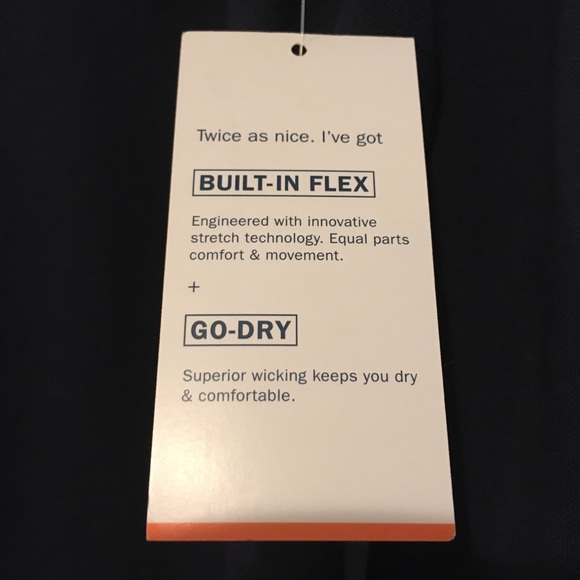 Twice as nice. I've got
BUILT-IN FLEX
Engineered with innovative
stretch technology. Equal parts
comfort & movement.
+
GO-DRY
Superior wicking keeps you dry
& comfortable.